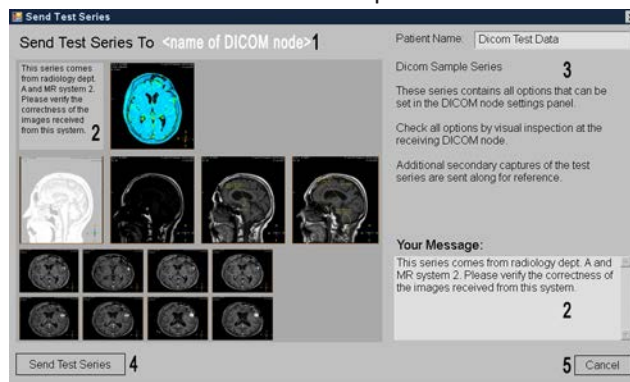 Send Test Series
Send Test Series To <name of DICOM node> 1
Patient Name: Dicom Test Data
This series comes
from radiology dept.
A and MR system 2.
Please verify the
correctness of the
images received
from this system.
2
Dicom Sample Series
3
These series contains all options that can be
set in the DICOM node settings panel.
Check all options by visual inspection at the
receiving DICOM node.
Additional secondary captures of the test
series are sent along for reference.
Your Message:
This series comes from radiology dept. A and
MR system 2. Please verify the correctness of
the images received from this system.
2
Send Test Series 4
5 Cancel